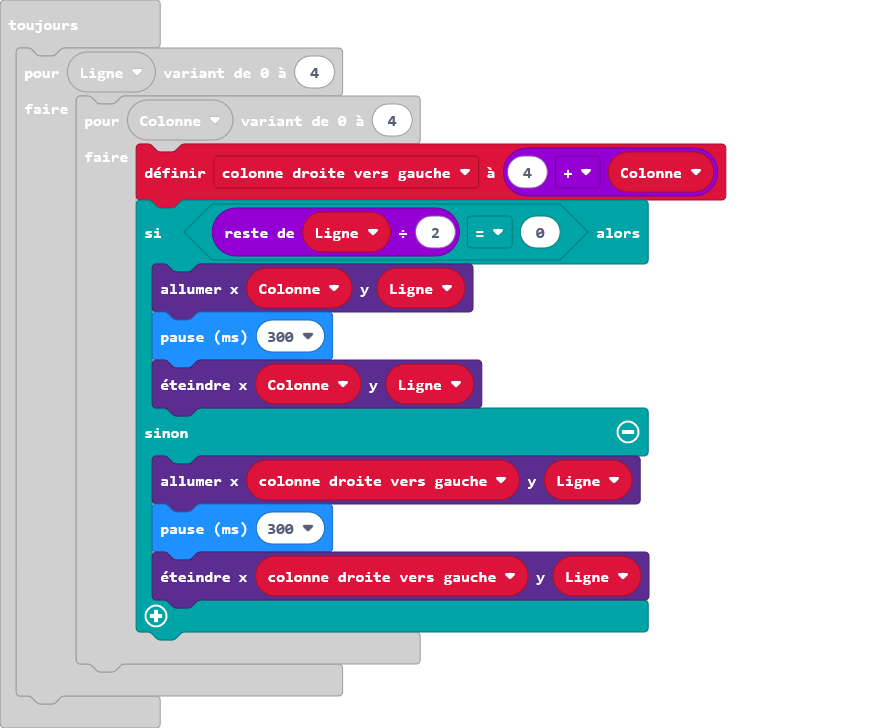 toujours
pour Ligne variant de 0 à 4
faire
pour Colonne variant de 0 à 4
faire
définir colonne droite vers gauche à 4 + Colonne
si reste de Ligne ÷ 2 = 0 alors
allumer x Colonne y Ligne
pause (ms) 300
éteindre x Colonne y Ligne
sinon
allumer x colonne droite vers gauche y Ligne
pause (ms) 300
éteindre x colonne droite vers gauche y Ligne